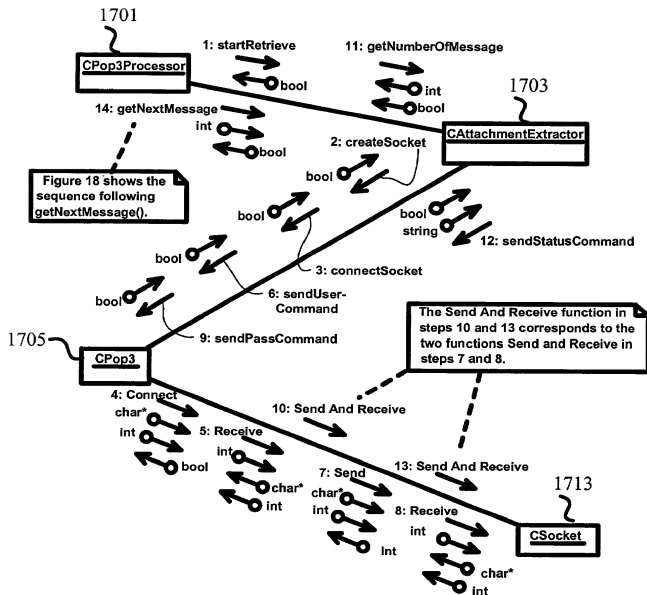 1701
1: startRetrieve
bool
11: getNumberOfMessage
int
bool
CPop3Processor
1703
14: getNextMessage
int
bool
CAttachmentExtractor
2: createSocket
bool
Figure 18 shows the
sequence following
getNextMessage().
bool
bool
string
12: sendStatusCommand
bool
3: connectSocket
6: sendUser-
Command
bool
9: sendPassCommand
The Send And Receive function in
steps 10 and 13 corresponds to the
two functions Send and Receive in
steps 7 and 8.
1705
CPop3
4: Connect
char*
int
bool
10: Send And Receive
5: Receive
int
char*
int
7: Send
char*
int
Int
13: Send And Receive
8: Receive
int
char*
int
1713
CSocket